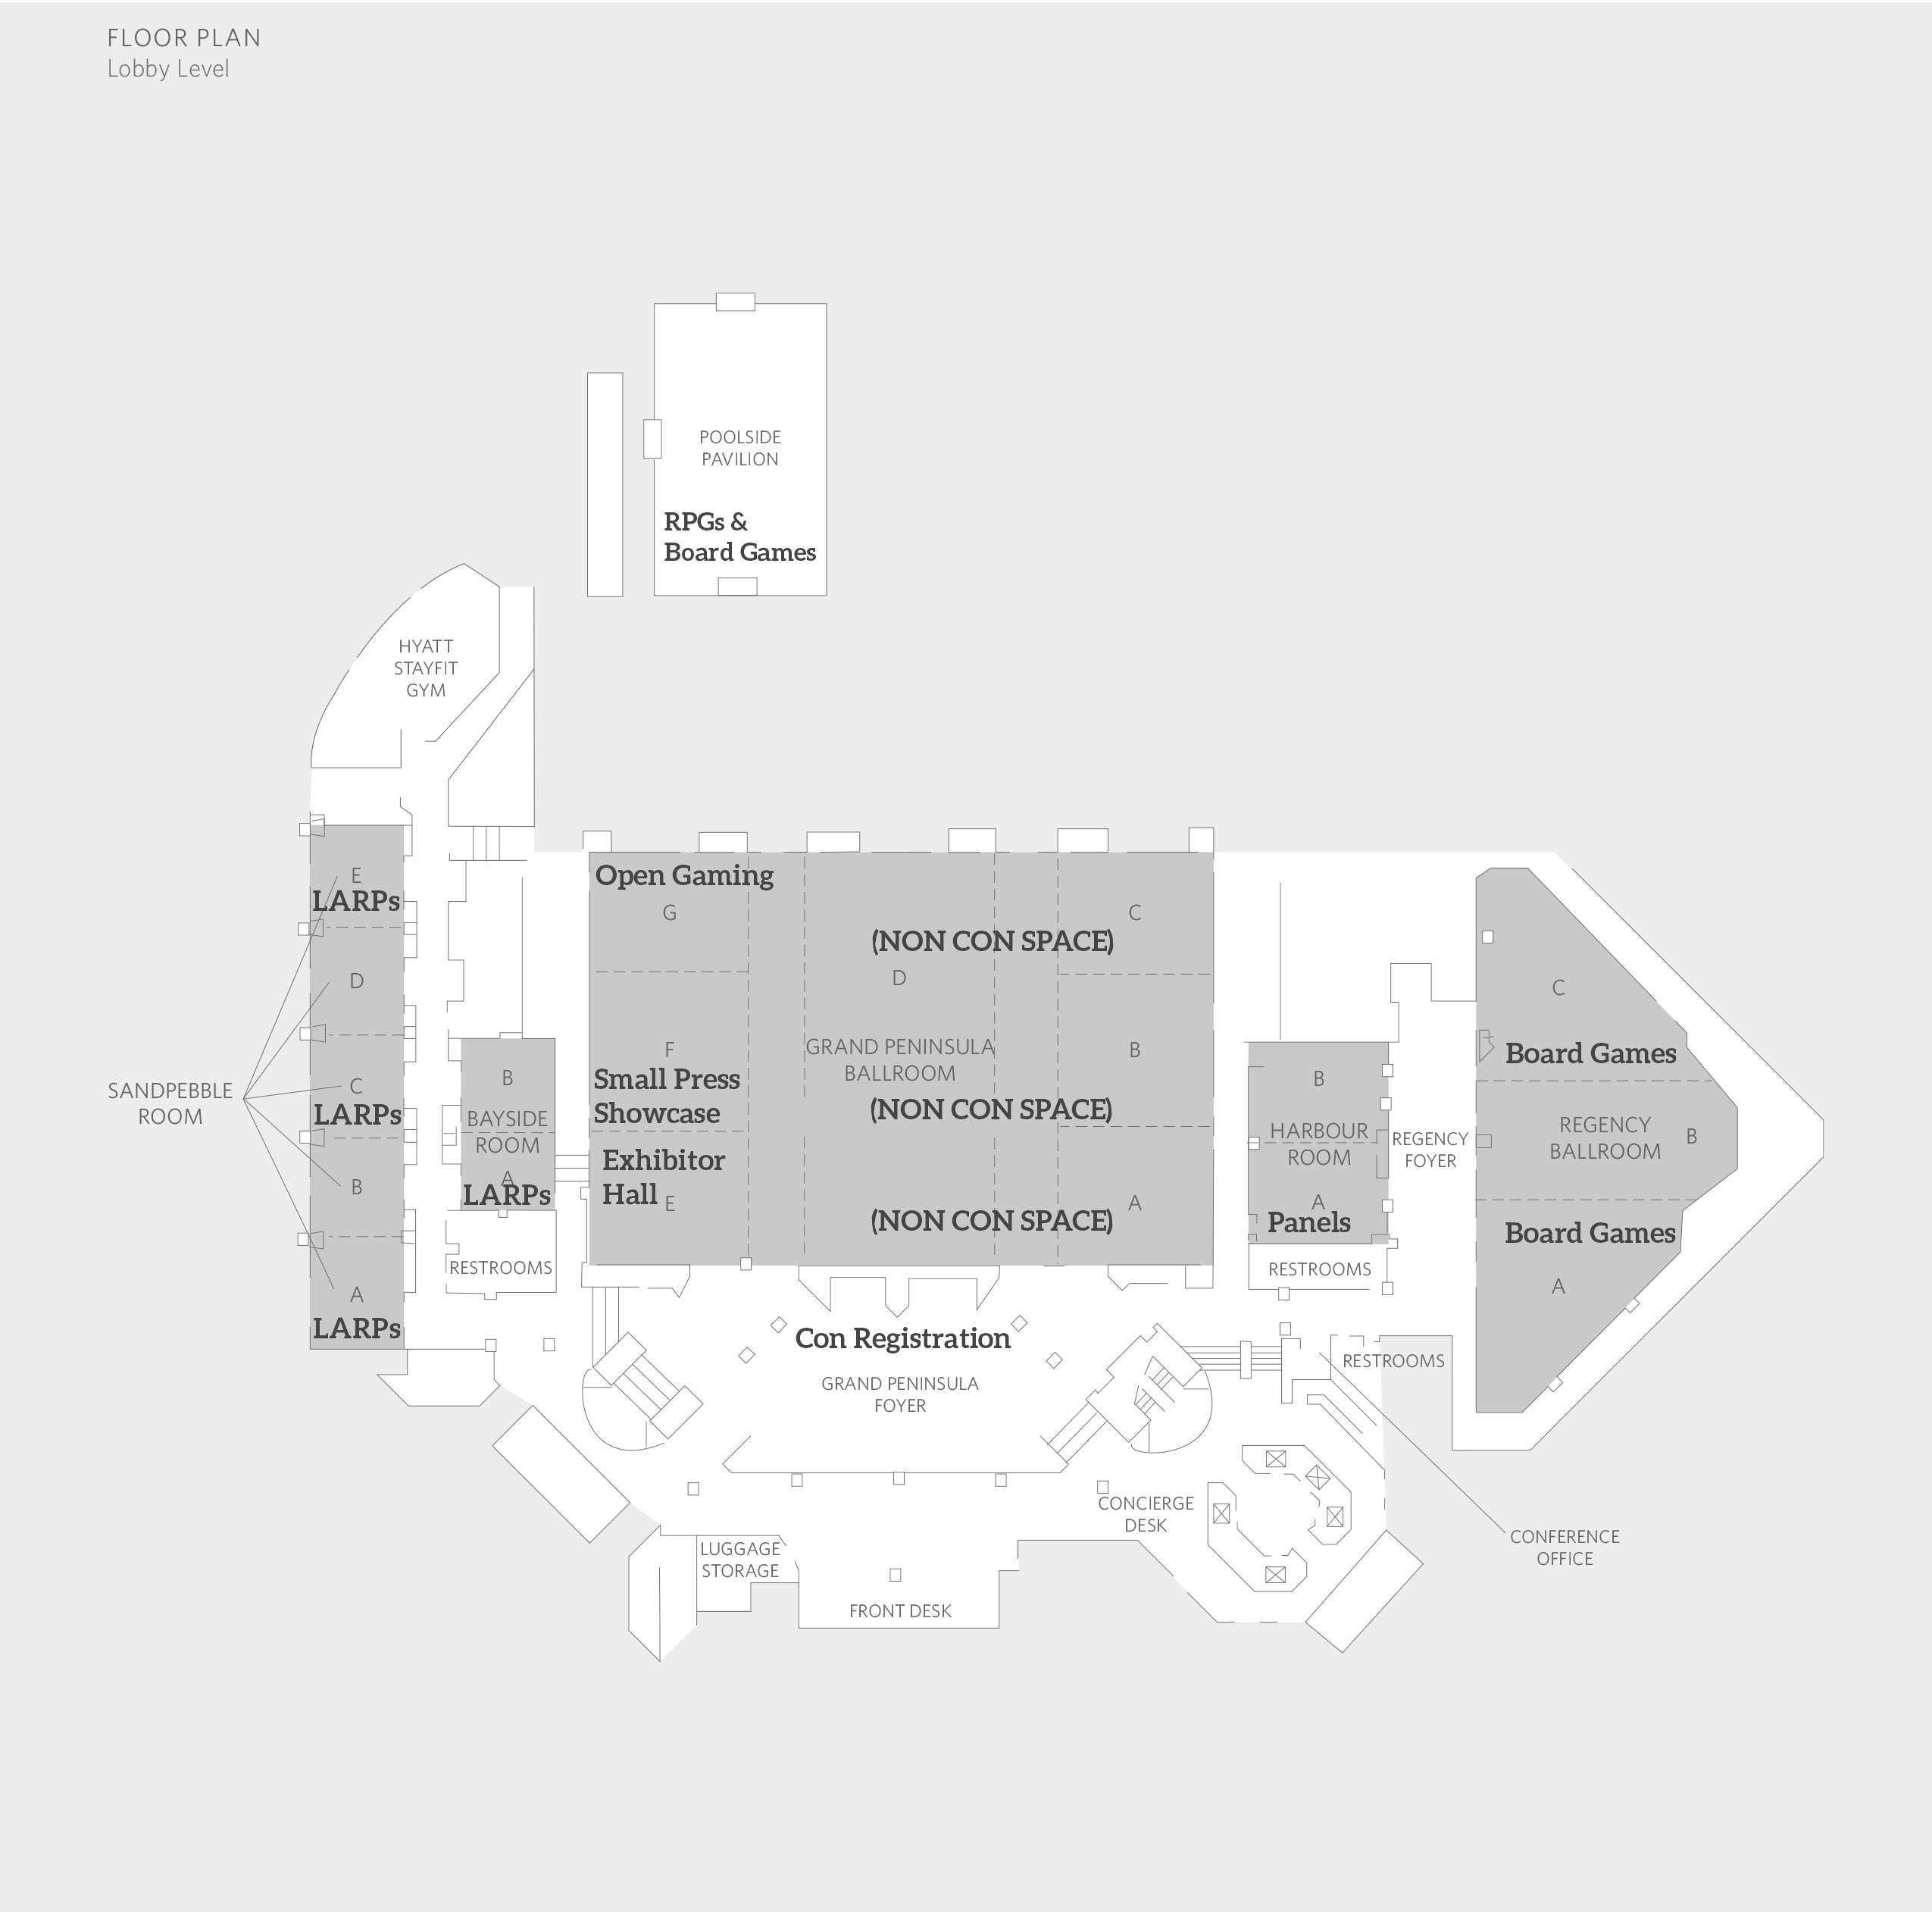 FLOOR PLAN
Lobby Level
POOLSIDE
PAVILION
RPGs &
Board Games
HYATT
STAYFIT
GYM
SANDPEBBLE
ROOM
E
LARPs
D
C
LARPs
B
A
LARPs
B
BAYSIDE
ROOM
A
LARPs
RESTROOMS
Open Gaming
G
F
Small Press
Showcase
Exhibitor
Hall
E
(NON CON SPACE)
D
GRAND PENINSULA
BALLROOM
(NON CON SPACE)
(NON CON SPACE)
C
B
A
B
HARBOUR
ROOM
A
Panels
RESTROOMS
REGENCY
FOYER
C
Board Games
REGENCY
BALLROOM
B
Board Games
A
Con Registration
GRAND PENINSULA
FOYER
RESTROOMS
CONCIERGE
DESK
CONFERENCE
OFFICE
LUGGAGE
STORAGE
FRONT DESK